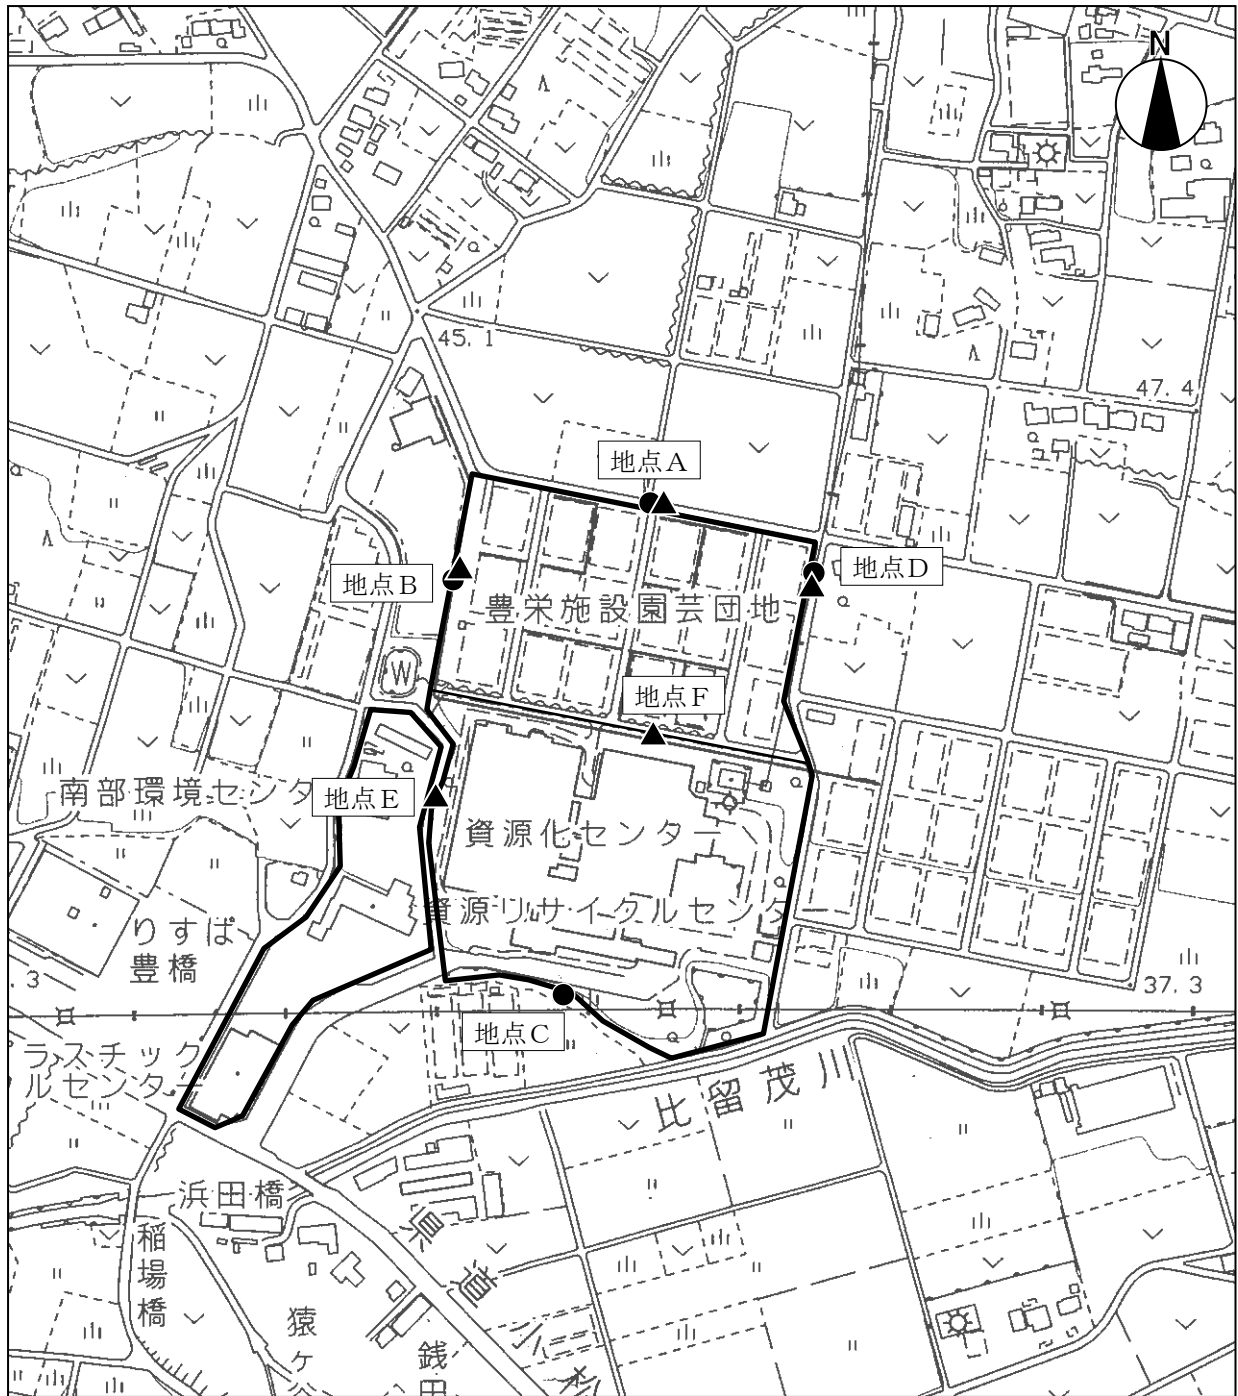 N
45. 1
47. 4
地点A
地点B
地点D
豊栄施設園芸団地
W
地点F
南部環境センタ
地点E
資源化センター
資源リサイクルセンタ
りすぱ
豊橋
. 3
37. 3
地点C
ラスチック
ルセンター
比留茂川
浜田橋
稲場橋
県道小松
猿ヶ
銭田